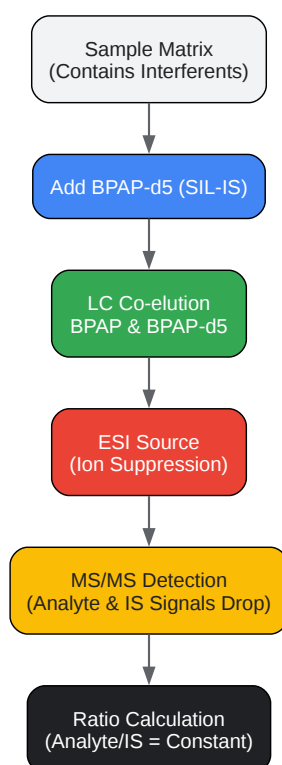 Sample Matrix
(Contains Interferents)
Add BPAP-d5 (SIL-IS)
LC Co-elution
BPAP & BPAP-d5
ESI Source
(Ion Suppression)
MS/MS Detection
(Analyte & IS Signals Drop)
Ratio Calculation
(Analyte/IS = Constant)